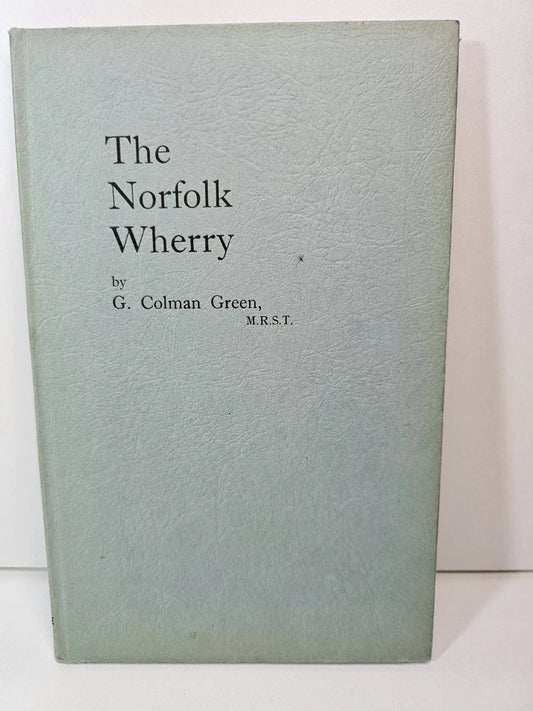 The
Norfolk
Wherry
by
G. Colman Green,
M.R.S.T.